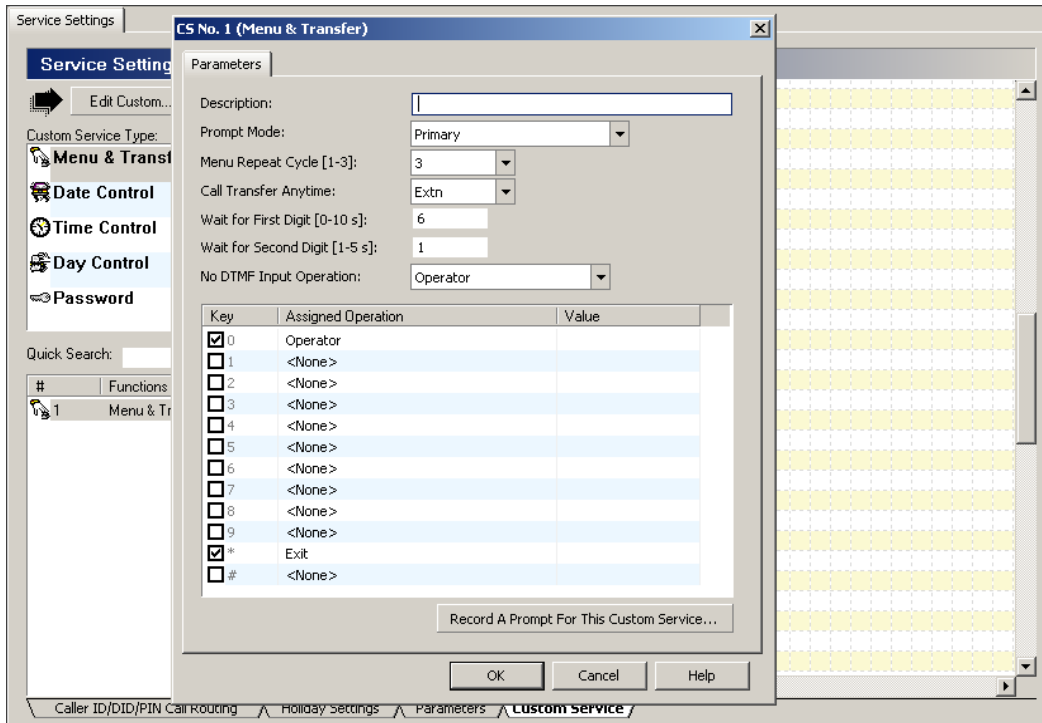 Service Settings
CS No. 1 (Menu & Transfer)
Service Setting
Parameters
Edit Custom...
Description:
Custom Service Type:
Prompt Mode: Primary
Menu & Transf
Menu Repeat Cycle [1-3]: 3
Date Control
Call Transfer Anytime: Extn
Time Control
Wait for First Digit [0-10 s]: 6
Wait for Second Digit [1-5 s]: 1
Day Control
No DTMF Input Operation: Operator
Password
Key Assigned Operation Value
0 Operator
Quick Search:
1 <None>
2 <None>
# Functions
3 <None>
1 Menu & Tr
4 <None>
5 <None>
6 <None>
7 <None>
8 <None>
9 <None>
* Exit
# <None>
Record A Prompt For This Custom Service...
OK Cancel Help
Caller ID/DID/PIN Call Routing Holiday Settings Parameters Custom Service